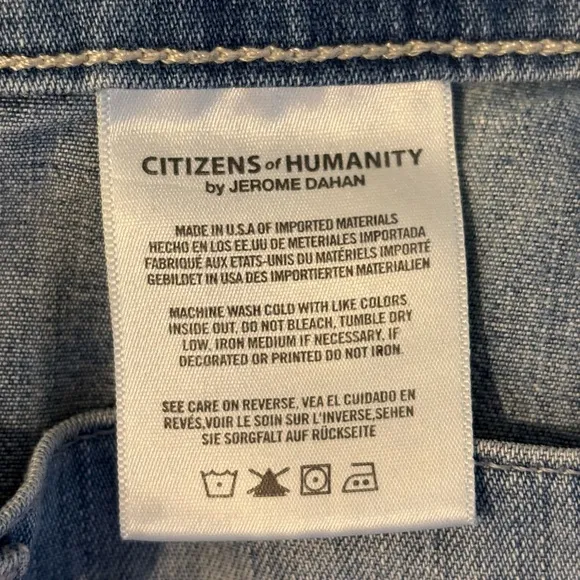 CITIZENS of HUMANITY
by JEROME DAHAN
MADE IN U.S.A OF IMPORTED MATERIALS
HECHO EN LOS EE.UU DE METERIALES IMPORTADA
FABRIQUÉ AUX ETATS-UNIS DU MATÉRIELS IMPORTÉ
GEBILDET IN USA DES IMPORTIERTEN MATERIALIEN
MACHINE WASH COLD WITH LIKE COLORS
INSIDE OUT. DO NOT BLEACH, TUMBLE DRY
LOW, IRON MEDIUM IF NECESSARY. IF
DECORATED OR PRINTED DO NOT IRON.
SEE CARE ON REVERSE, VEA EL CUIDADO EN
REVÉS,VOIR LE SOIN SUR L'INVERSE,SEHEN
SIE SORGFALT AUF RÜCKSEITE